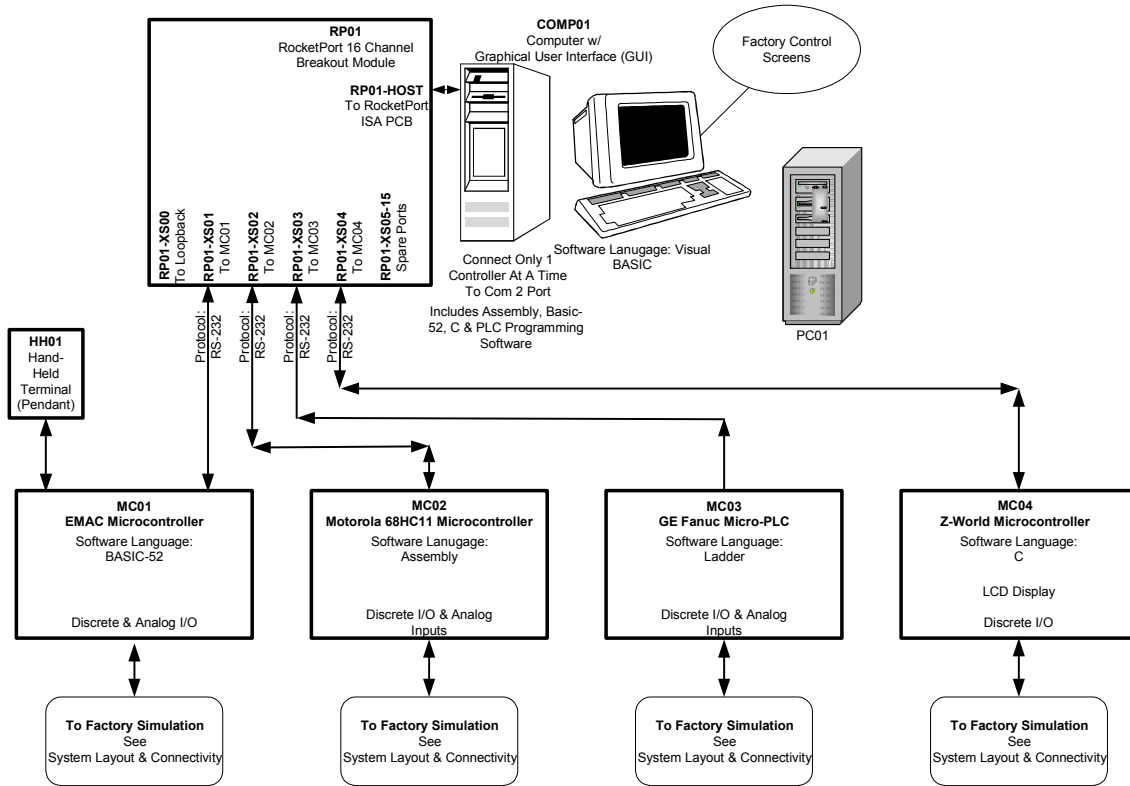 RP01
RocketPort 16 Channel
Breakout Module
RP01-HOST
To RocketPort
ISA PCB
COMP01
Computer w/
Graphical User Interface (GUI)
Factory Control
Screens
RP01-XS00
To Loopback
RP01-XS01
To MC01
RP01-XS02
To MC02
RP01-XS03
To MC03
RP01-XS04
To MC04
RP01-XS05-15
Spare Ports
Connect Only 1
Controller At A Time
To Com 2 Port
Includes Assembly, Basic-
52, C & PLC Programming
Software
Software Lanugage: Visual
BASIC
PC01
Protocol:
RS-232
Protocol:
RS-232
Protocol:
RS-232
Protocol:
RS-232
HH01
Hand-
Held
Terminal
(Pendant)
MC01
EMAC Microcontroller
Software Language:
BASIC-52
Discrete & Analog I/O
MC02
Motorola 68HC11 Microcontroller
Software Lanugage:
Assembly
Discrete I/O & Analog
Inputs
MC03
GE Fanuc Micro-PLC
Software Language:
Ladder
Discrete I/O & Analog
Inputs
MC04
Z-World Microcontroller
Software Language:
C
LCD Display
Discrete I/O
To Factory Simulation
See
System Layout & Connectivity
To Factory Simulation
See
System Layout & Connectivity
To Factory Simulation
See
System Layout & Connectivity
To Factory Simulation
See
System Layout & Connectivity